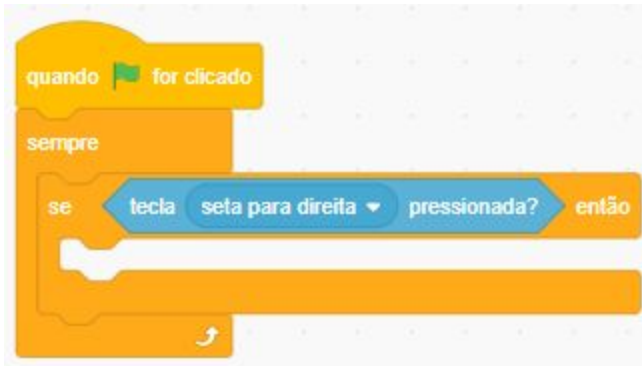 quando for clicado
sempre
se tecla seta para direita pressionada? então